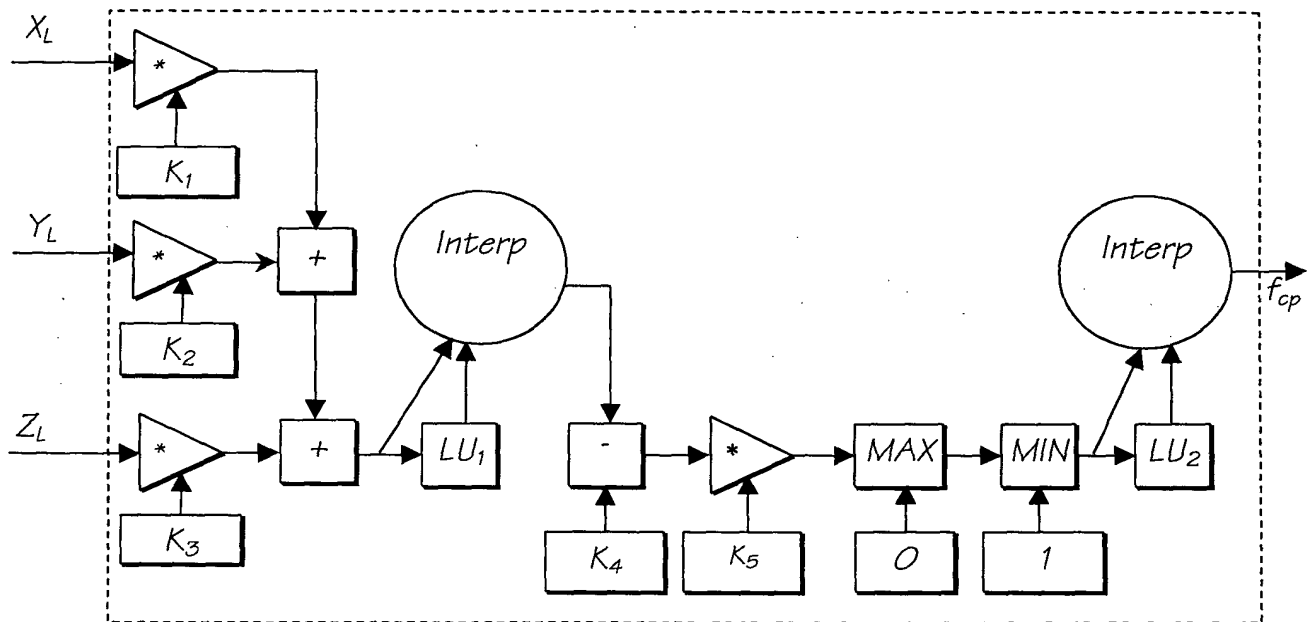 X_L
*
K_1
Y_L
*
+
Interp
Interp
f_cp
K_2
Z_L
*
+
LU_1
-
*
MAX
MIN
LU_2
K_3
K_4
K_5
0
1